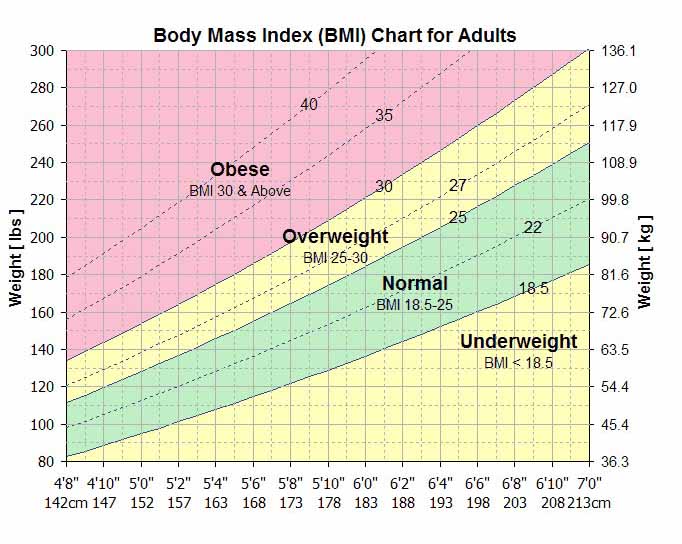 Body Mass Index (BMI) Chart for Adults
300 136.1
280 127.0
40
260 35 117.9
240 108.9
Obese
BMI 30 & Above
30 27
220 99.8
25
22
200 Overweight 90.7
BMI 25-30
180 81.6
Normal
18.5
BMI 18.5-25
160 72.6
Underweight
140 63.5
BMI < 18.5
120 54.4
100 45.4
80 36.3
Weight [ lbs ]
Weight [ kg ]
4'8" 4'10" 5'0" 5'2" 5'4" 5'6" 5'8" 5'10" 6'0" 6'2" 6'4" 6'6" 6'8" 6'10" 7'0"
142cm 147 152 157 163 168 173 178 183 188 193 198 203 208 213cm